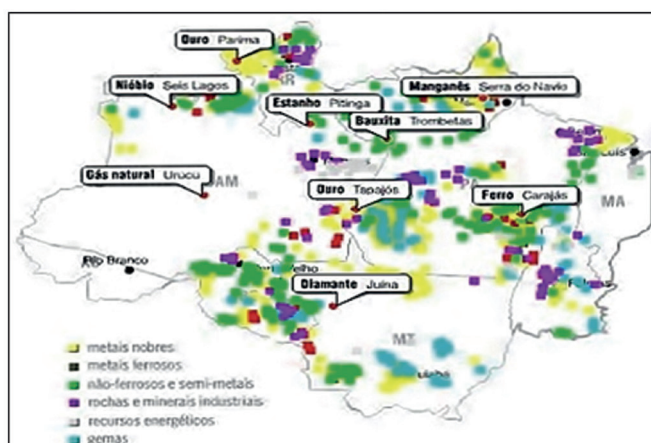 Ouro Parima
RR
Nióbio Seis Lagos
Manganês Serra do Navio
Estanho Pitinga
Bauxita Trombetas
Gás natural Urucu
AM
Ouro Tapajós
PA
Ferro Carajás
MA
Rio Branco
Diamante Juína
MT
metais nobres
metais ferrosos
não-ferrosos e semi-metais
rochas e minerais industriais
recursos energéticos
gemas